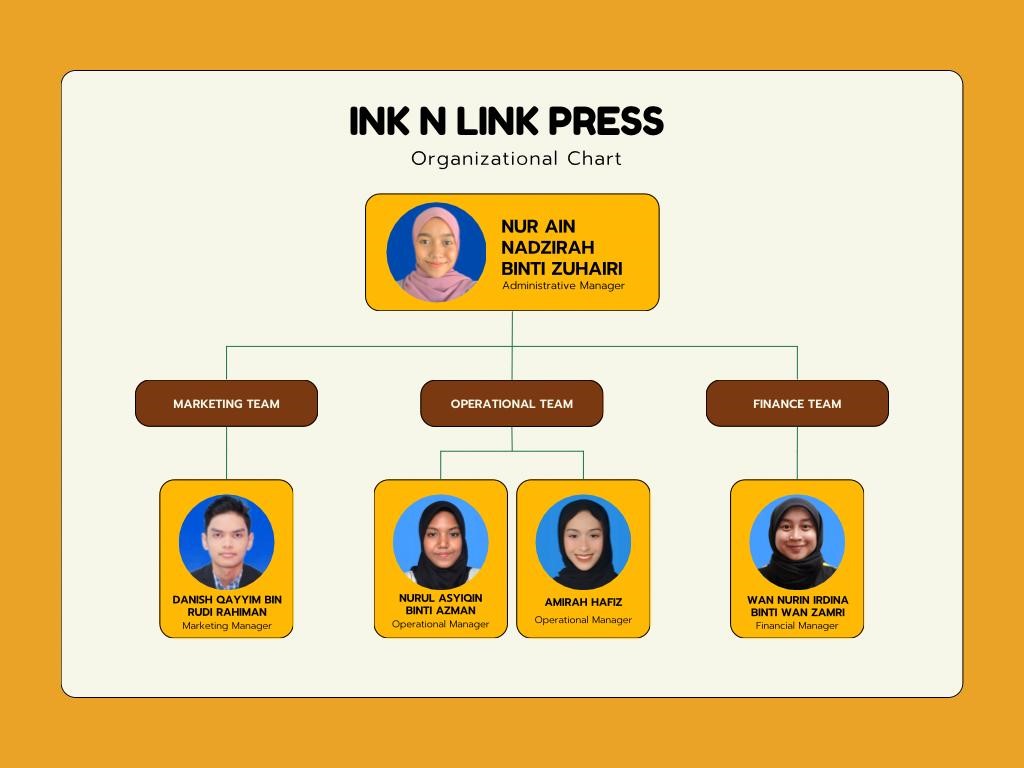 INK N LINK PRESS
Organizational Chart
NUR AIN
NADZIRAH
BINTI ZUHAIRI
Administrative Manager
MARKETING TEAM
OPERATIONAL TEAM
FINANCE TEAM
DANISH QAYYIM BIN
RUDI RAHIMAN
Marketing Manager
NURUL ASYIQIN
BINTI AZMAN
Operational Manager
AMIRAH HAFIZ
Operational Manager
WAN NURIN IRDINA
BINTI WAN ZAMRI
Financial Manager